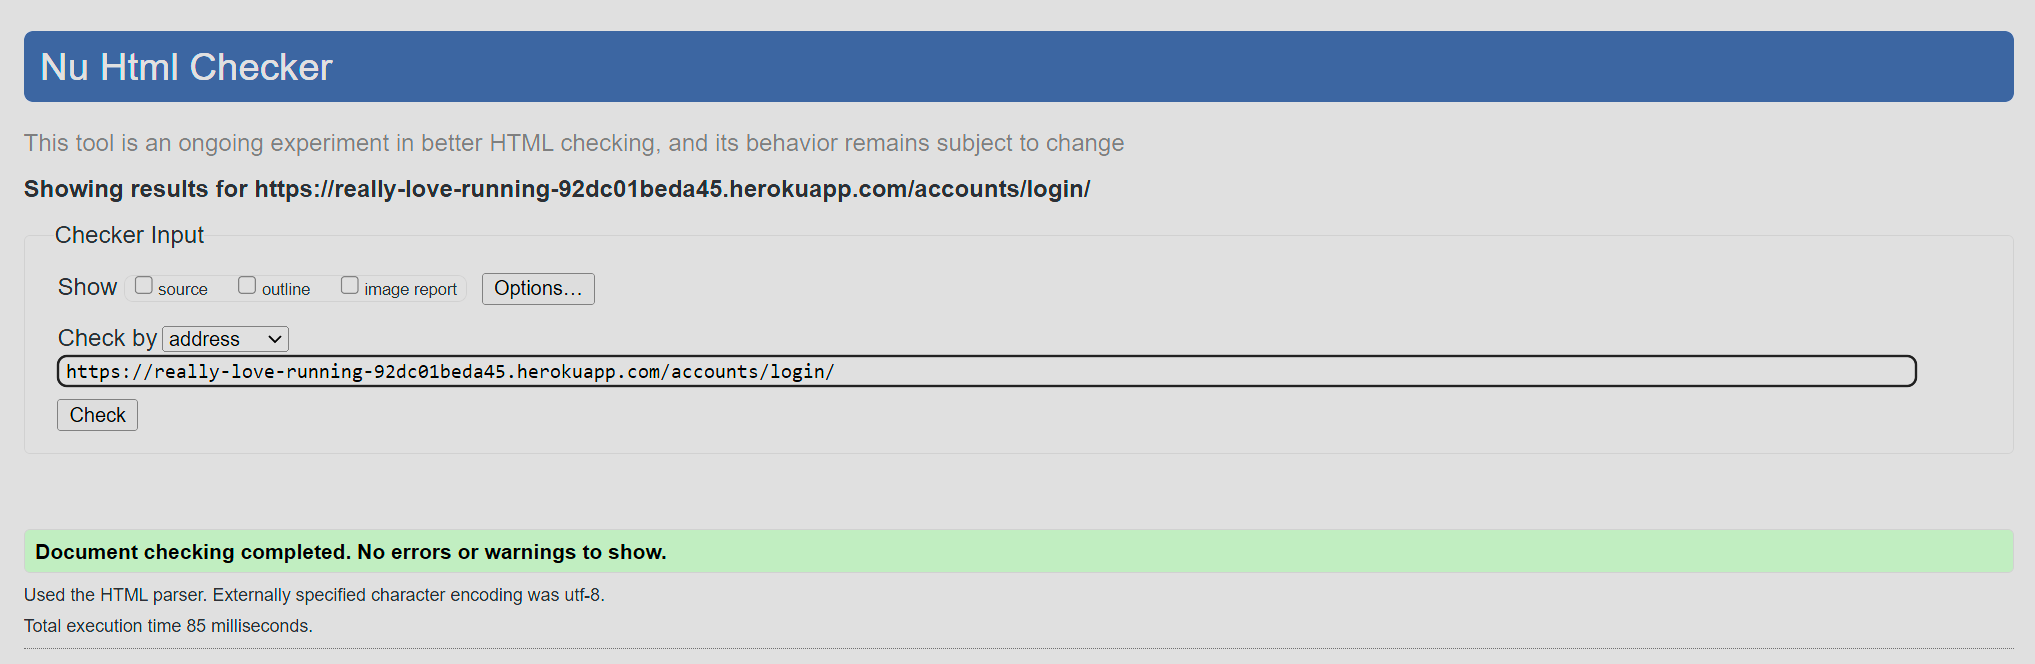 Nu Html Checker
This tool is an ongoing experiment in better HTML checking, and its behavior remains subject to change
Showing results for https://really-love-running-92dc01beda45.herokuapp.com/accounts/login/
Checker Input
Show source outline image report Options...
Check by address
https://really-love-running-92dc01beda45.herokuapp.com/accounts/login/
Check
Document checking completed. No errors or warnings to show.
Used the HTML parser. Externally specified character encoding was utf-8.
Total execution time 85 milliseconds.